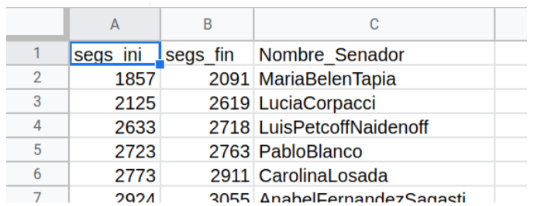 A B C
1 segs_ini segs_fin Nombre_Senador
2 1857 2091 MariaBelenTapia
3 2125 2619 LuciaCorpacci
4 2633 2718 LuisPetcoffNaidenoff
5 2723 2763 PabloBlanco
6 2773 2911 CarolinaLosada
7 2924 3055 AnabelFernandezSagasti